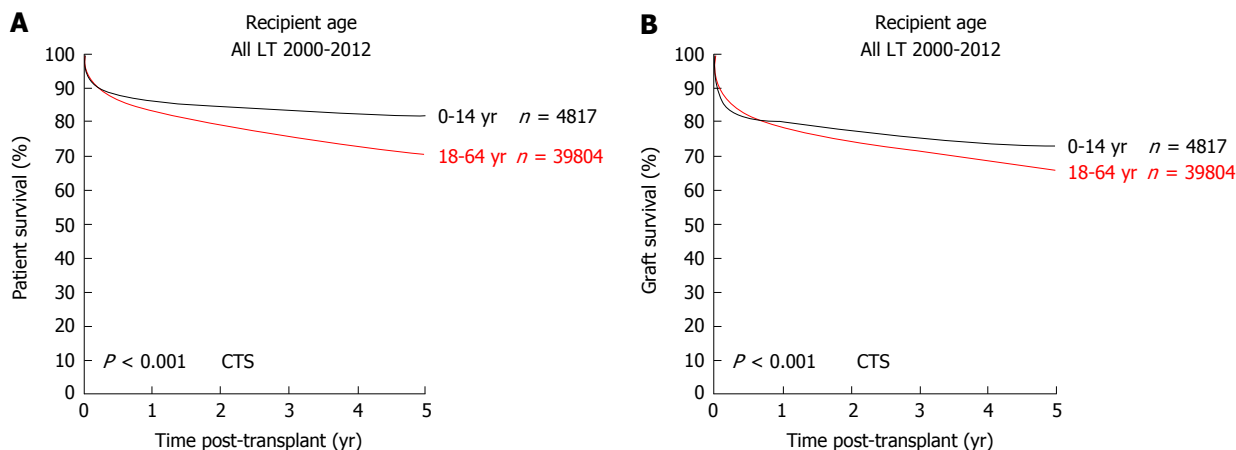 A
Recipient age
All LT 2000-2012
100
90
80
70
60
50
40
30
20
10
0
Patient survival (%)
0-14 yr n = 4817
18-64 yr n = 39804
P < 0.001 CTS
0 1 2 3 4 5
Time post-transplant (yr)
B
Recipient age
All LT 2000-2012
100
90
80
70
60
50
40
30
20
10
0
Graft survival (%)
0-14 yr n = 4817
18-64 yr n = 39804
P < 0.001 CTS
0 1 2 3 4 5
Time post-transplant (yr)